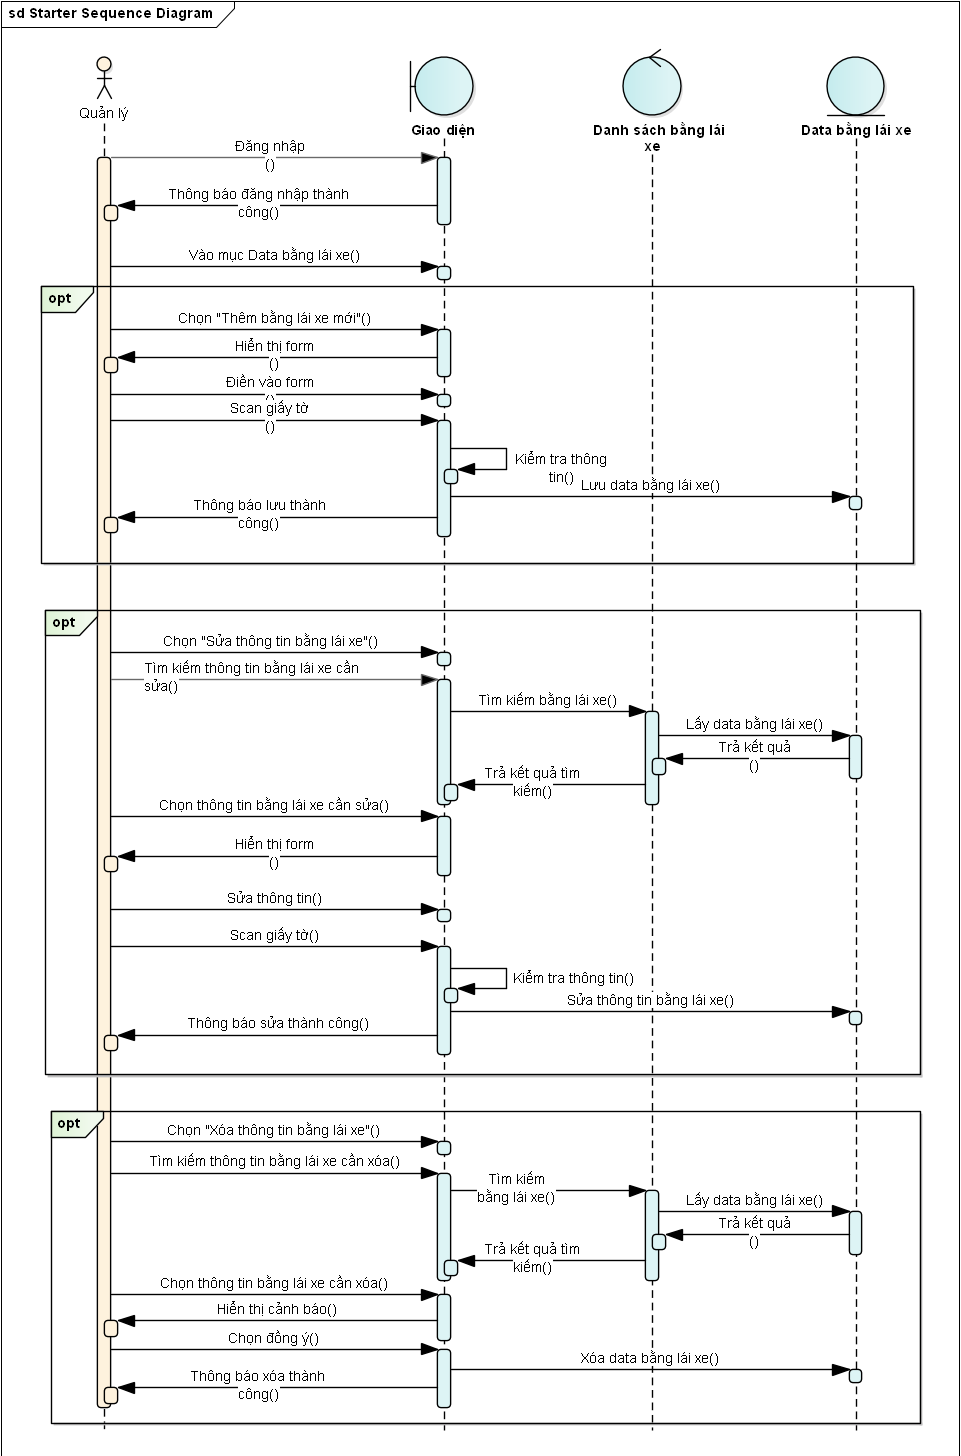 sd Starter Sequence Diagram
Quản lý
Giao diện
Danh sách bằng lái
xe
Data bằng lái xe
Đăng nhập
()
Thông báo đăng nhập thành
công()
Vào mục Data bằng lái xe()
opt
Chọn "Thêm bằng lái xe mới"()
Hiển thị form
()
Điền vào form
()
Scan giấy tờ
()
Kiểm tra thông
tin()
Lưu data bằng lái xe()
Thông báo lưu thành
công()
opt
Chọn "Sửa thông tin bằng lái xe"()
Tìm kiếm thông tin bằng lái xe cần
sửa()
Tìm kiếm bằng lái xe()
Lấy data bằng lái xe()
Trả kết quả
()
Trả kết quả tìm
kiếm()
Chọn thông tin bằng lái xe cần sửa()
Hiển thị form
()
Sửa thông tin()
Scan giấy tờ()
Kiểm tra thông tin()
Sửa thông tin bằng lái xe()
Thông báo sửa thành công()
opt
Chọn "Xóa thông tin bằng lái xe"()
Tìm kiếm thông tin bằng lái xe cần xóa()
Tìm kiếm
bằng lái xe()
Lấy data bằng lái xe()
Trả kết quả
()
Trả kết quả tìm
kiếm()
Chọn thông tin bằng lái xe cần xóa()
Hiển thị cảnh báo()
Chọn đồng ý()
Xóa data bằng lái xe()
Thông báo xóa thành
công()